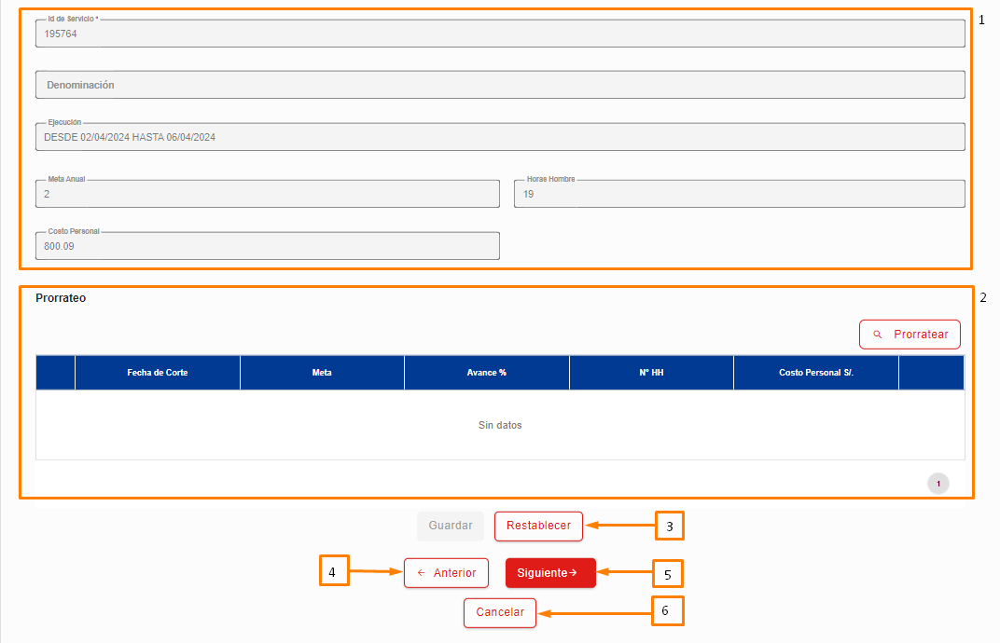 Id de Servicio *
195764
1
Denominación
Ejecución
DESDE 02/04/2024 HASTA 06/04/2024
Meta Anual
Horas Hombre
2
19
Costo Personal
800.09
Prorrateo
2
Prorratear
Fecha de Corte Meta Avance % N° HH Costo Personal S/.
Sin datos
1
Guardar Restablecer 3
4 Anterior Siguiente 5
Cancelar 6